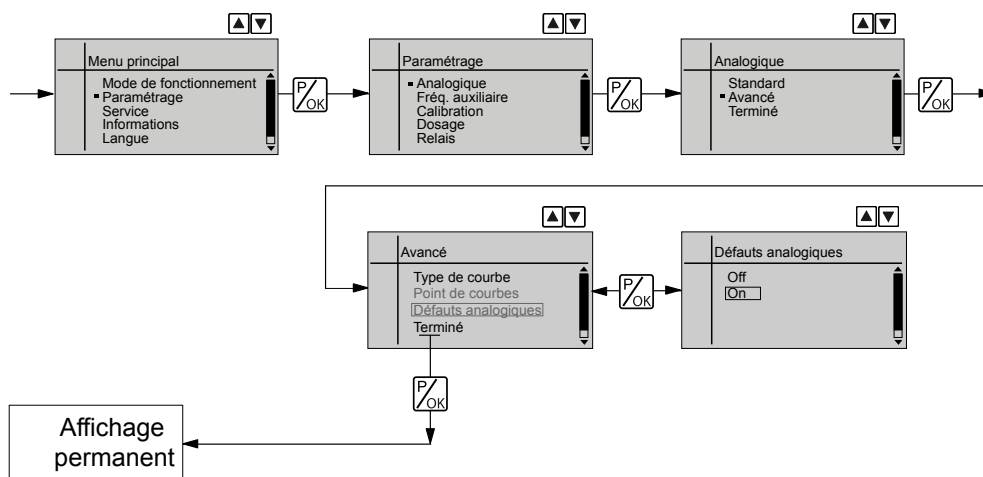 Menu principal
Mode de fonctionnement
Paramétrage
Service
Informations
Langue
P/OK
Paramétrage
Analogique
Fréq. auxiliaire
Calibration
Dosage
Relais
P/OK
Analogique
Standard
Avancé
Terminé
P/OK
Avancé
Type de courbe
Point de courbes
Défauts analogiques
Terminé
P/OK
Défauts analogiques
Off
On
P/OK
Affichage
permanent